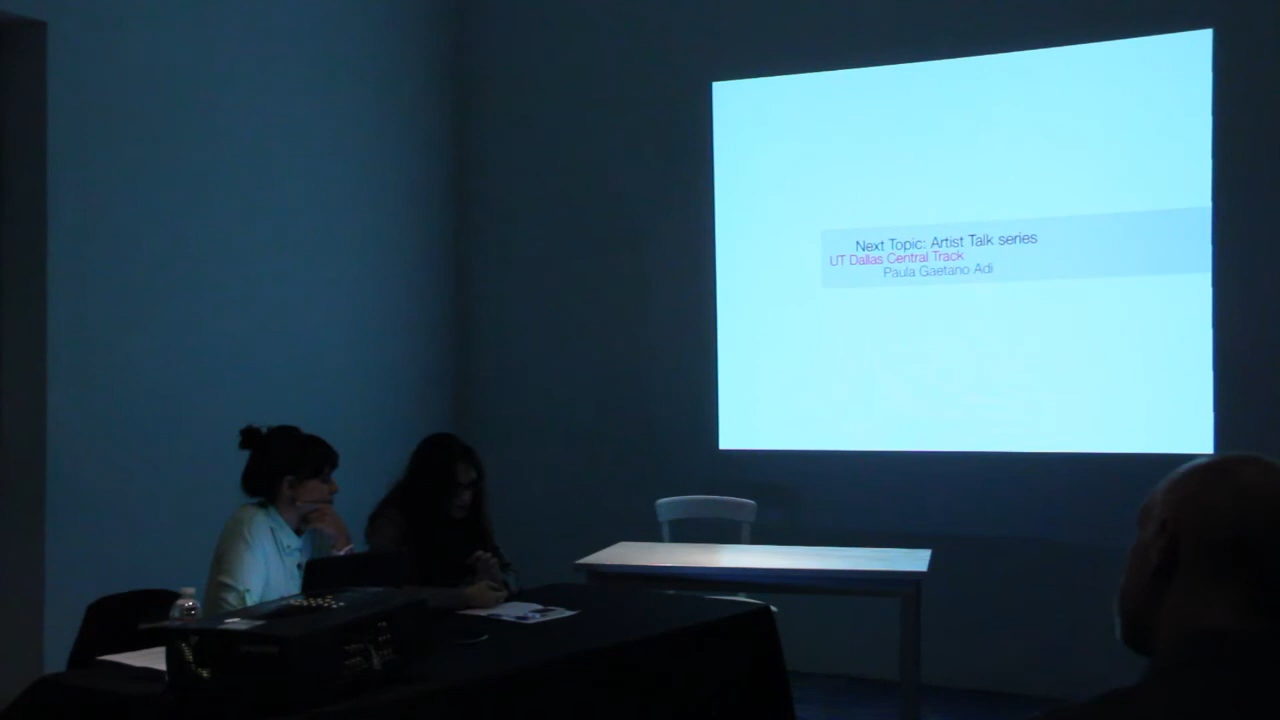 Next Topic: Artist Talk series
UT Dallas Central Track
Paula Gaetano Adi